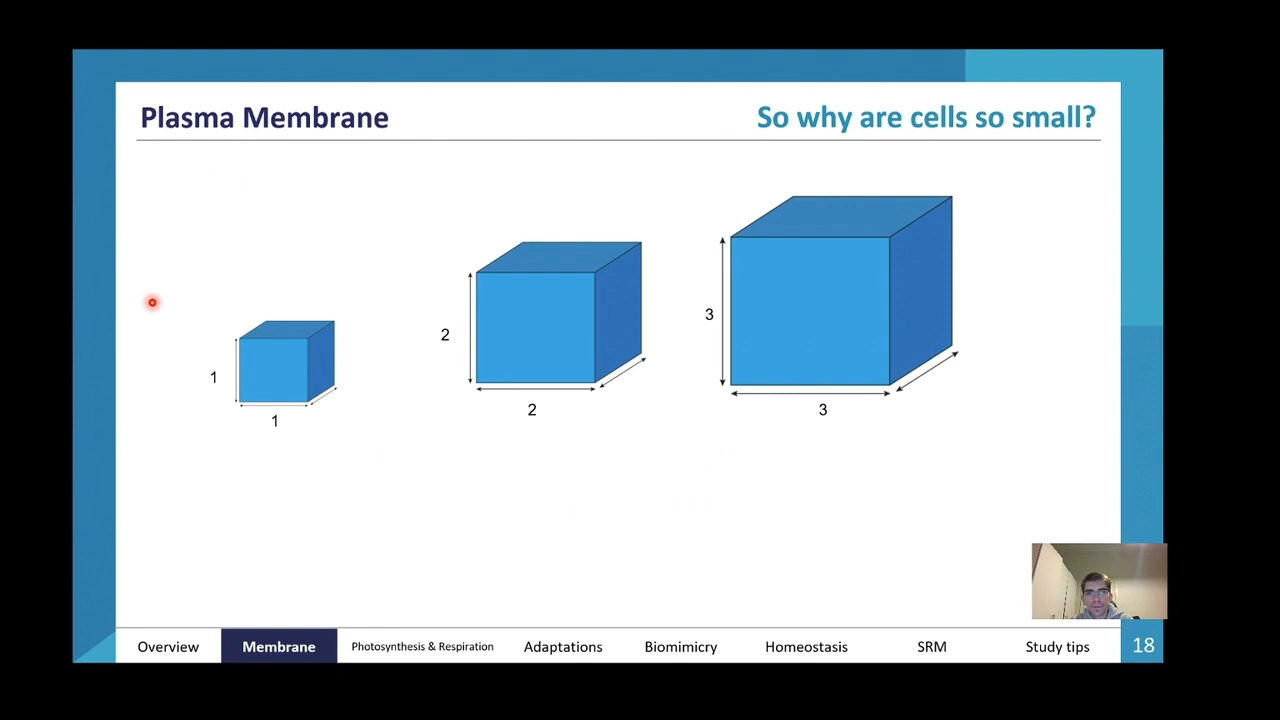 Plasma Membrane
So why are cells so small?
1
1
2
2
3
3
Overview
Membrane
Photosynthesis & Respiration
Adaptations
Biomimicry
Homeostasis
SRM
Study tips
18